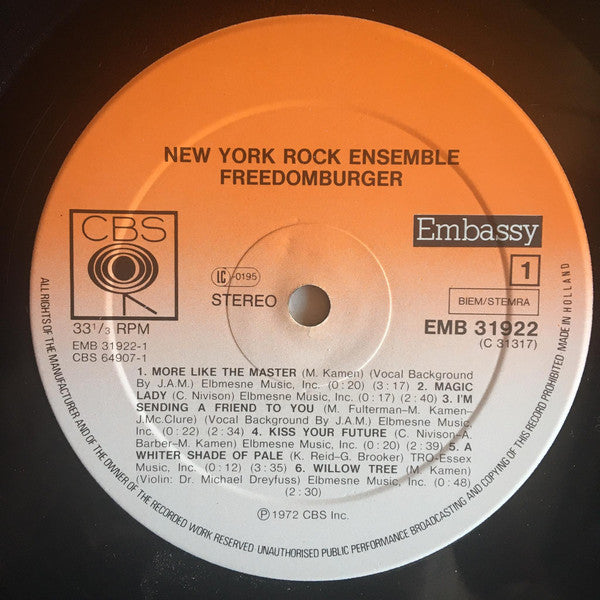 NEW YORK ROCK ENSEMBLE
FREEDOMBURGER
CBS
Embassy
LC -0195
1
STEREO
BIEM/STEMRA
33 1/3 RPM
EMB 31922
EMB 31922-1
(C 31317)
CBS 64907-1
1. MORE LIKE THE MASTER (M. Kamen) (Vocal Background
By J.A.M.) Elbmesne Music, Inc. (0:20) (3:17) 2. MAGIC
LADY (C. Nivison) Elbmesne Music, Inc. (0:17) (2:40) 3. I'M
SENDING A FRIEND TO YOU (M. Fulterman-M. Kamen-
J. Mc.Clure) (Vocal Background By J.A.M.) Elbmesne Music,
Inc. (0:22) (2:34) 4. KISS YOUR FUTURE (C. Nivison-A.
Barber-M. Kamen) Elbmesne Music, Inc. (0:20) (2:39) 5. A
WHITER SHADE OF PALE (K. Reid-G. Brooker) TRO-Essex
Music, Inc. (0:12) (3:35) 6. WILLOW TREE (M. Kamen)
(Violin: Dr. Michael Dreyfuss) Elbmesne Music, Inc. (0:48)
(2:30)
℗ 1972 CBS Inc.
ALL RIGHTS OF THE MANUFACTURER AND OF THE OWNER OF THE RECORDED WORK RESERVED UNAUTHORISED PUBLIC PERFORMANCE BROADCASTING AND COPYING OF THIS RECORD PROHIBITED MADE IN HOLLAND